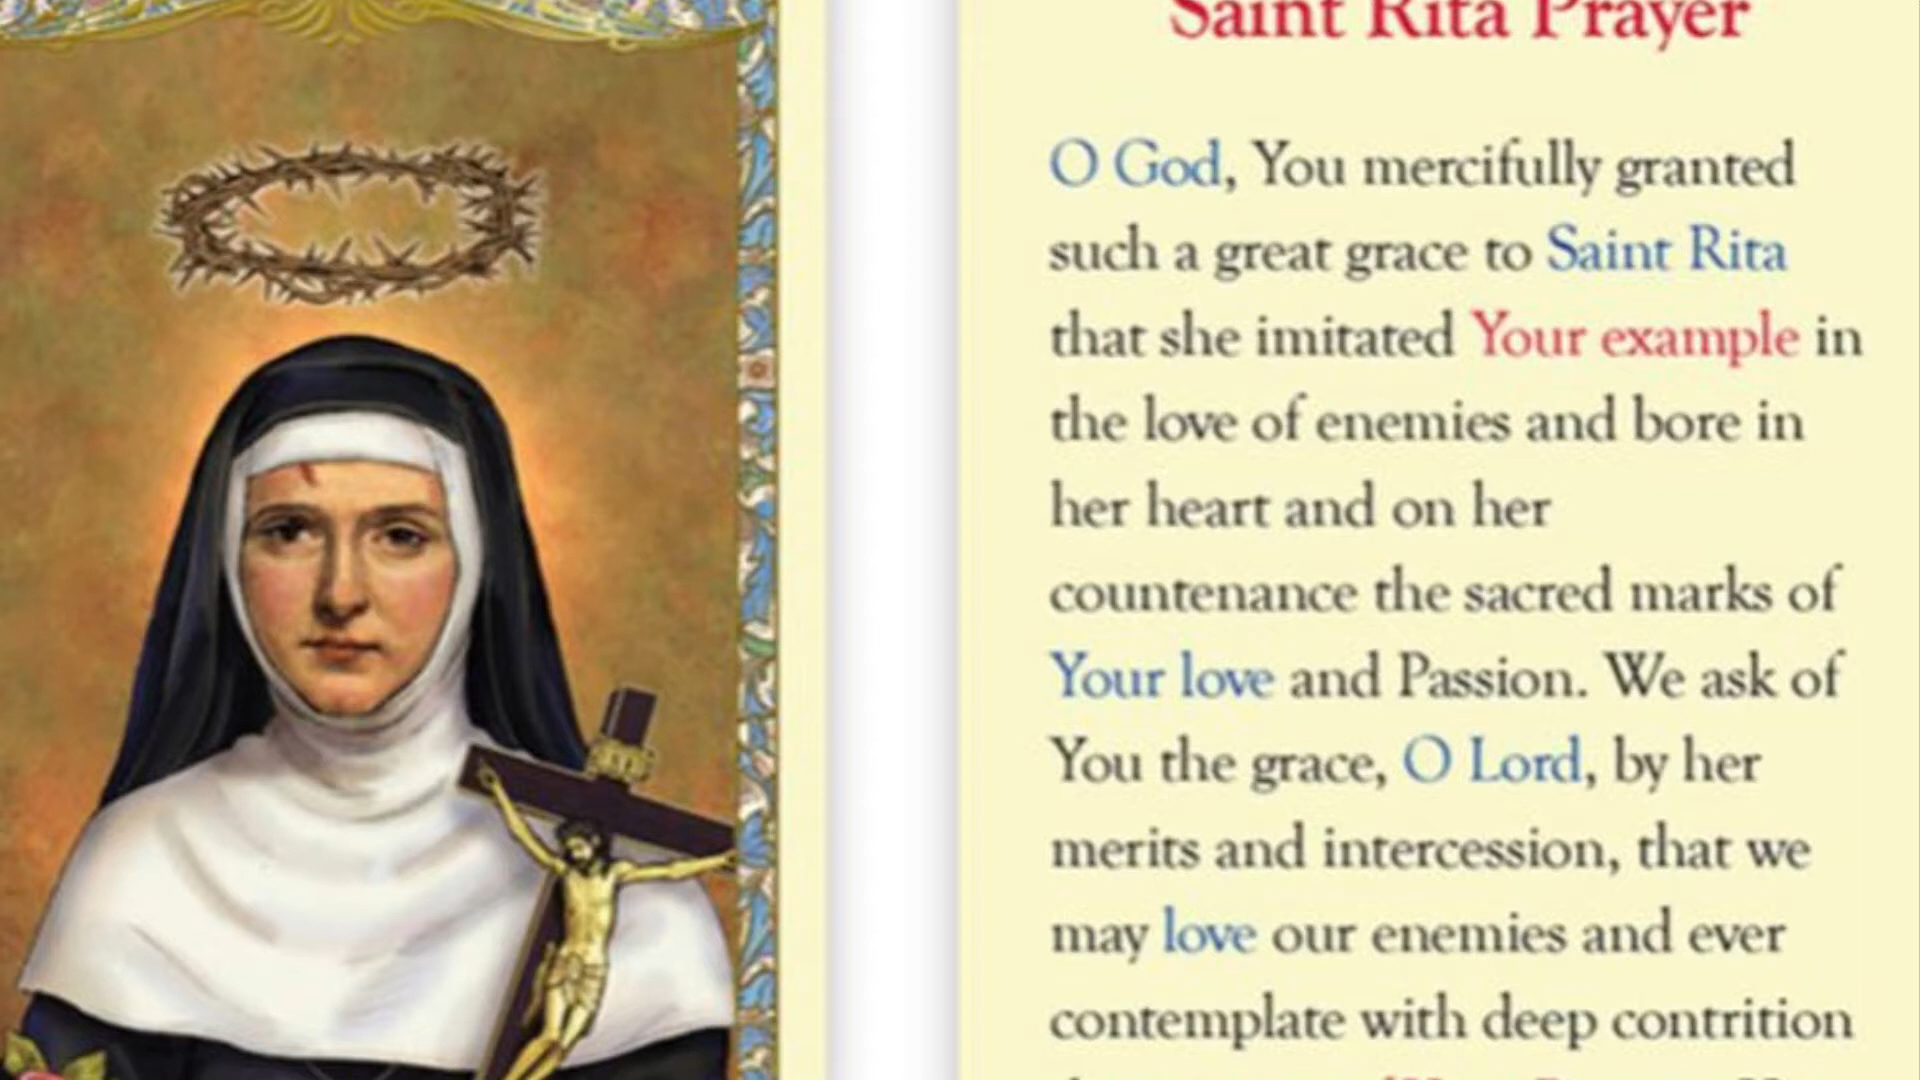 Saint Rita Prayer
O God, You mercifully granted
such a great grace to Saint Rita
that she imitated Your example in
the love of enemies and bore in
her heart and on her
countenance the sacred marks of
Your love and Passion. We ask of
You the grace, O Lord, by her
merits and intercession, that we
may love our enemies and ever
contemplate with deep contrition